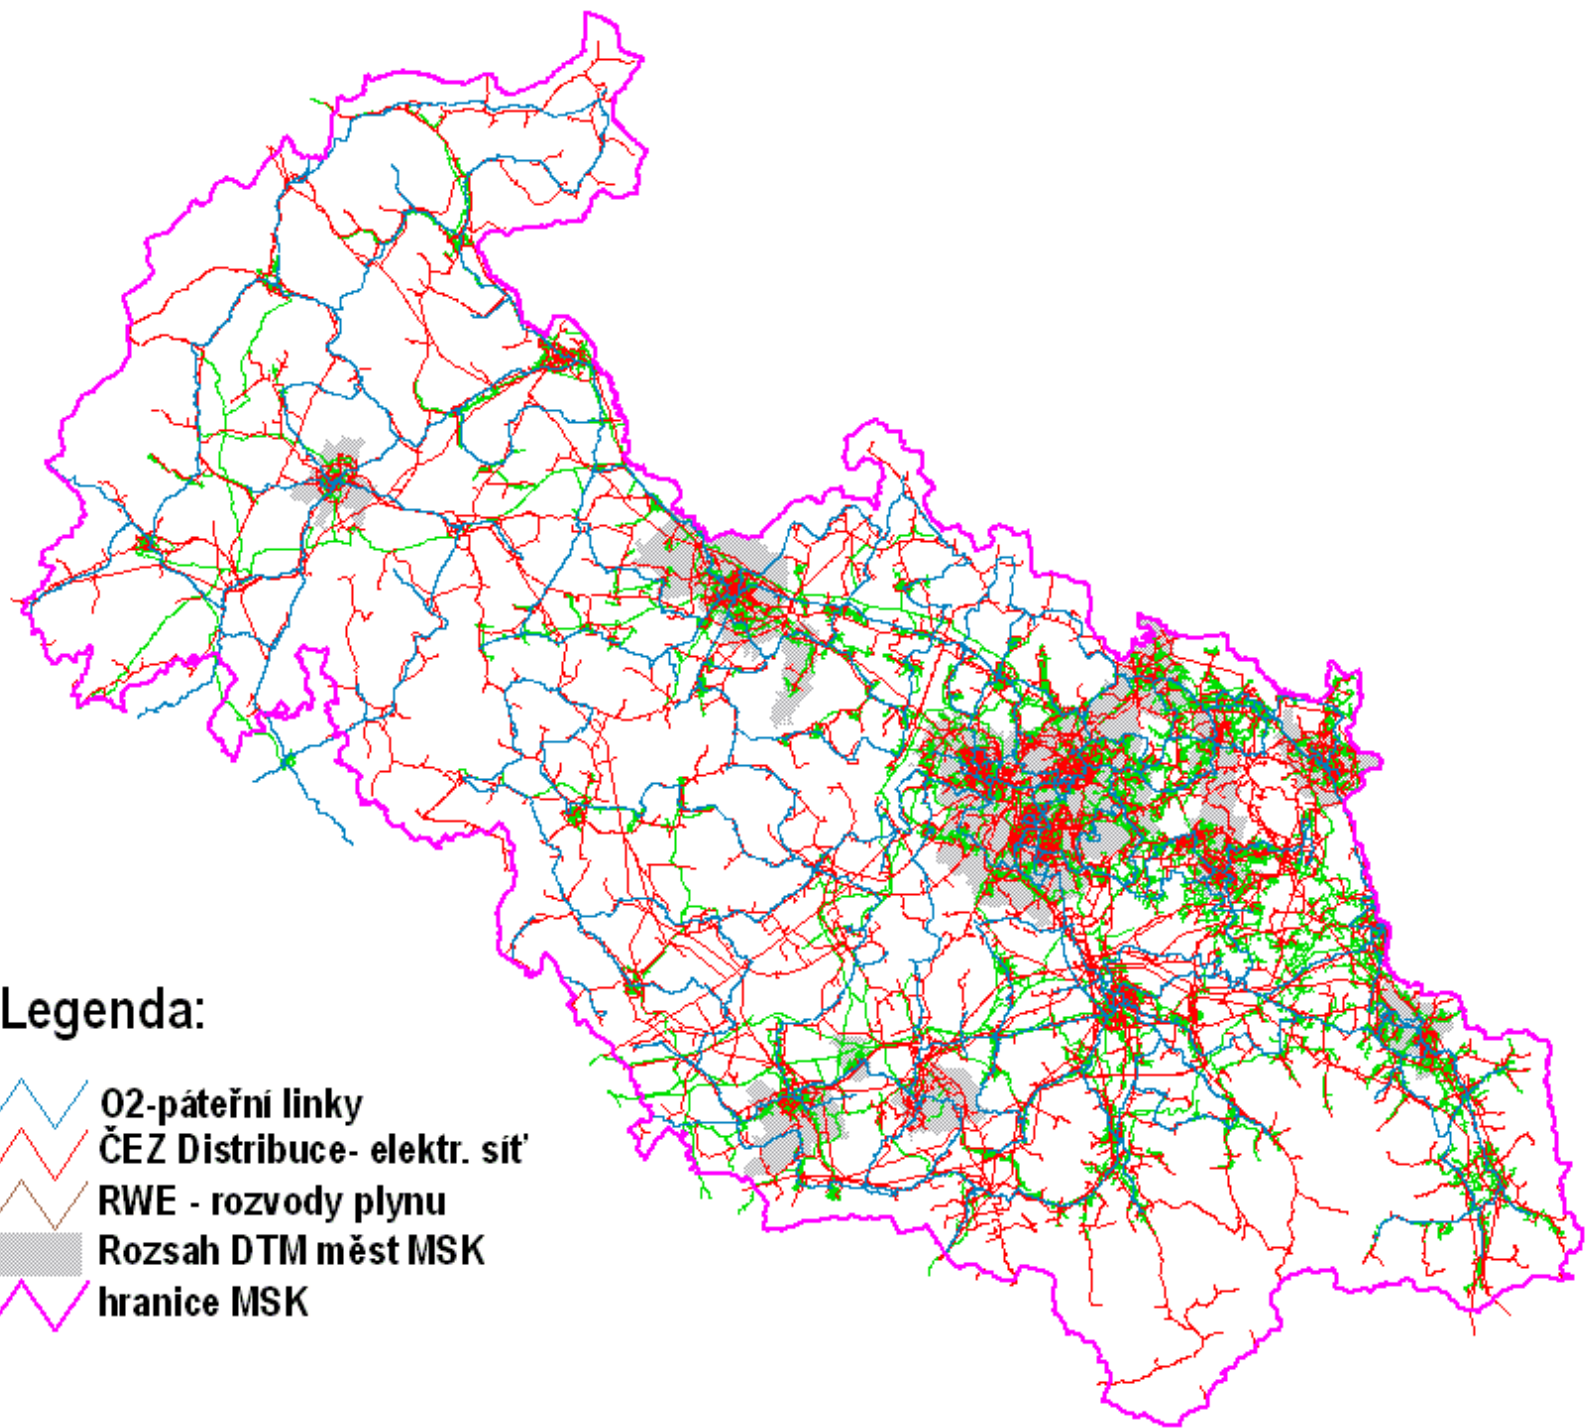 Legenda:
O2-páteřní linky
ČEZ Distribuce- elektr. síť
RWE - rozvody plynu
Rozsah DTM měst MSK
hranice MSK